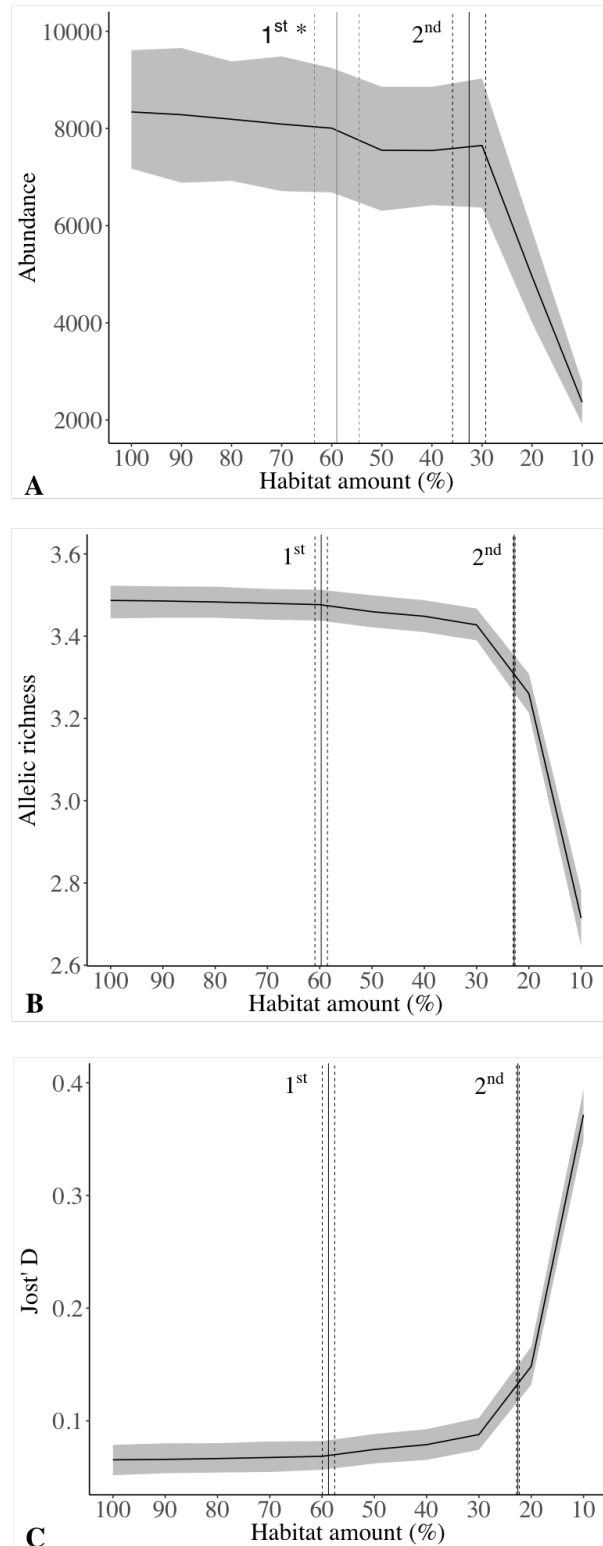 10000
1st *
2nd
8000
6000
4000
2000
Abundance
100 90 80 70 60 50 40 30 20 10
A
Habitat amount (%)
3.6
1st
2nd
3.4
3.2
3.0
2.8
2.6
Allelic richness
100 90 80 70 60 50 40 30 20 10
B
Habitat amount (%)
0.4
1st
2nd
0.3
0.2
0.1
Jost' D
100 90 80 70 60 50 40 30 20 10
C
Habitat amount (%)